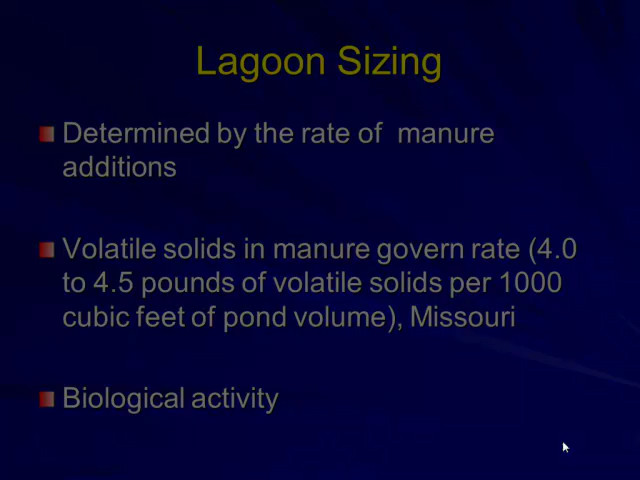 Lagoon Sizing
Determined by the rate of manure
additions
Volatile solids in manure govern rate (4.0
to 4.5 pounds of volatile solids per 1000
cubic feet of pond volume), Missouri
Biological activity